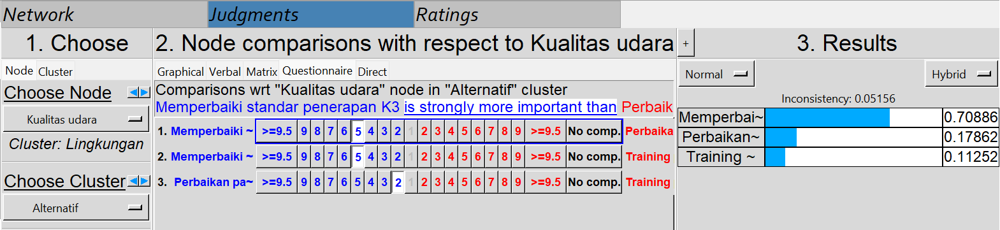 Network Judgments Ratings
1. Choose
2. Node comparisons with respect to Kualitas udara
+
3. Results
Node Cluster
Graphical Verbal Matrix Questionnaire Direct
Normal
Hybrid
Choose Node
Kualitas udara
Cluster: Lingkungan
Choose Cluster
Alternatif
Comparisons wrt "Kualitas udara" node in "Alternatif" cluster
Memperbaiki standar penerapan K3 is strongly more important than Perbaik
1. Memperbaiki ~ >=9.5 9 8 7 6 5 4 3 2 1 2 3 4 5 6 7 8 9 >=9.5 No comp. Perbaika
2. Memperbaiki ~ >=9.5 9 8 7 6 5 4 3 2 1 2 3 4 5 6 7 8 9 >=9.5 No comp. Training
3. Perbaikan pa~ >=9.5 9 8 7 6 5 4 3 2 1 2 3 4 5 6 7 8 9 >=9.5 No comp. Training
Inconsistency: 0.05156
Memperbai~ 0.70886
Perbaikan~ 0.17862
Training ~ 0.11252